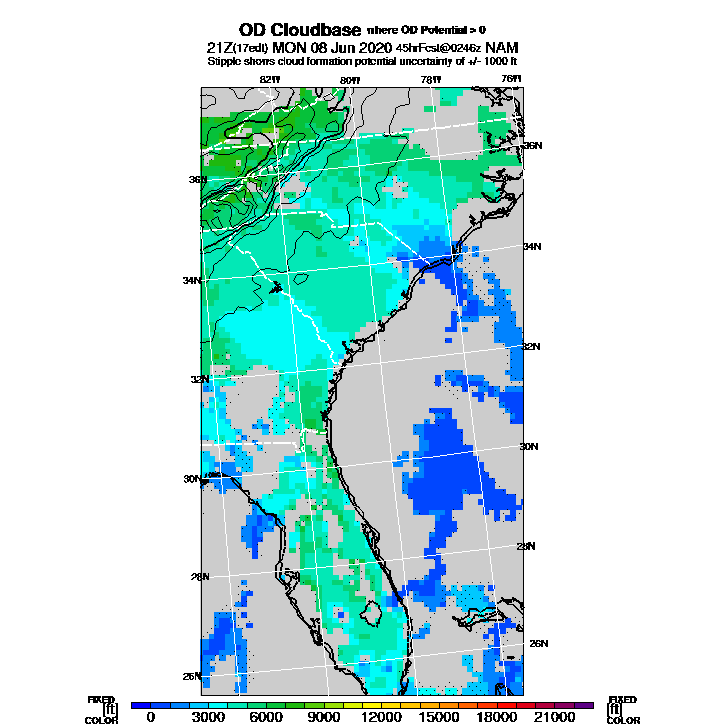 OD Cloudbase where OD Potential > 0
21Z(17edt) MON 08 Jun 2020 45hrFcst@0246z NAM
Stipple shows cloud formation potential uncertainty of +/- 1000 ft
82W 80W 78W 76W
36N
36N
34N
34N
32N
32N
30N
30N
28N
28N
26N
26N
FIXED FIXED
[ft] [ft]
COLOR COLOR
0 3000 6000 9000 12000 15000 18000 21000